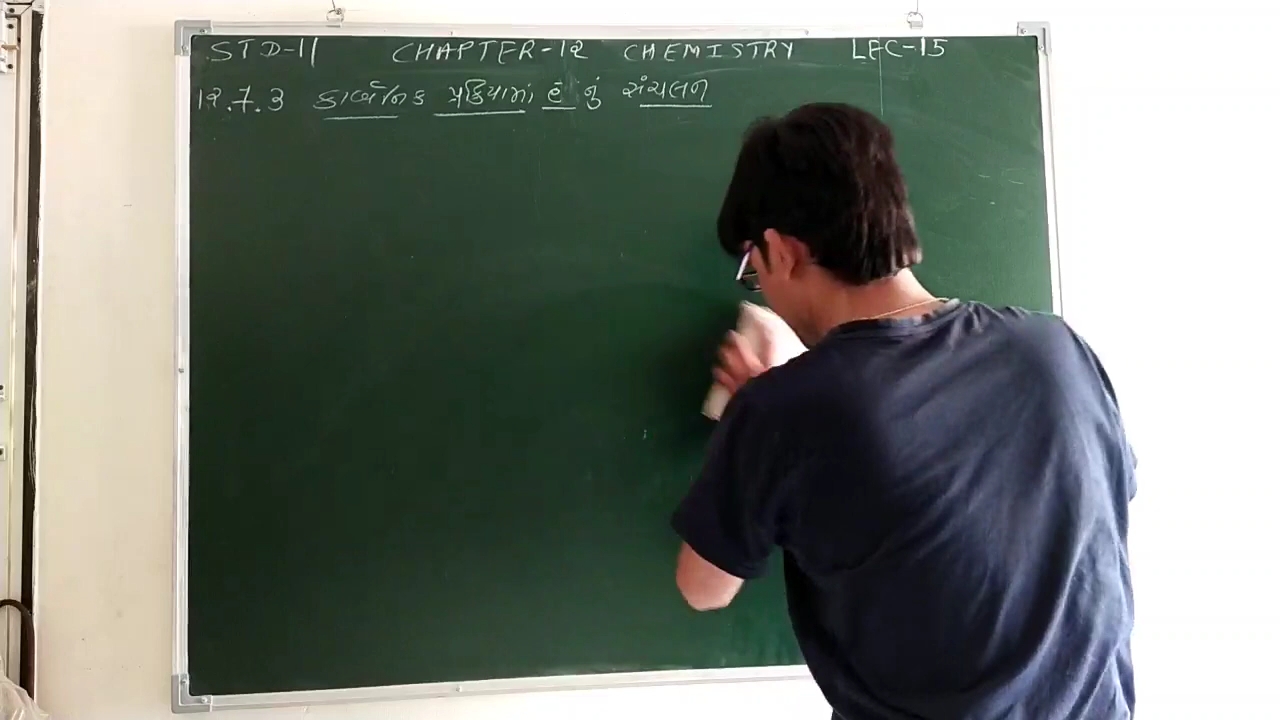 STD-11 CHAPTER-12 CHEMISTRY LEC-15
12.7.3 કાર્બનિક પ્રક્રિયામાં ē નું સંચલન